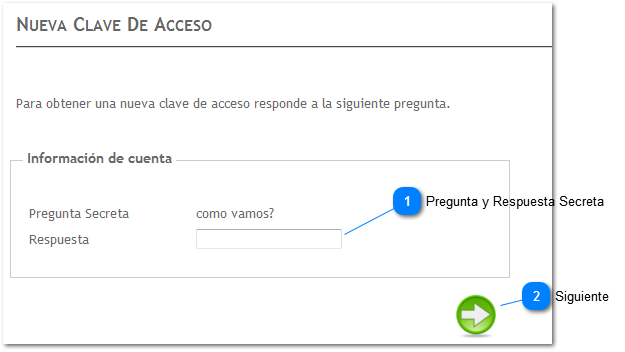 NUEVA CLAVE DE ACCESO
Para obtener una nueva clave de acceso responde a la siguiente pregunta.
Información de cuenta
Pregunta Secreta como vamos?
1 Pregunta y Respuesta Secreta
Respuesta
2 Siguiente